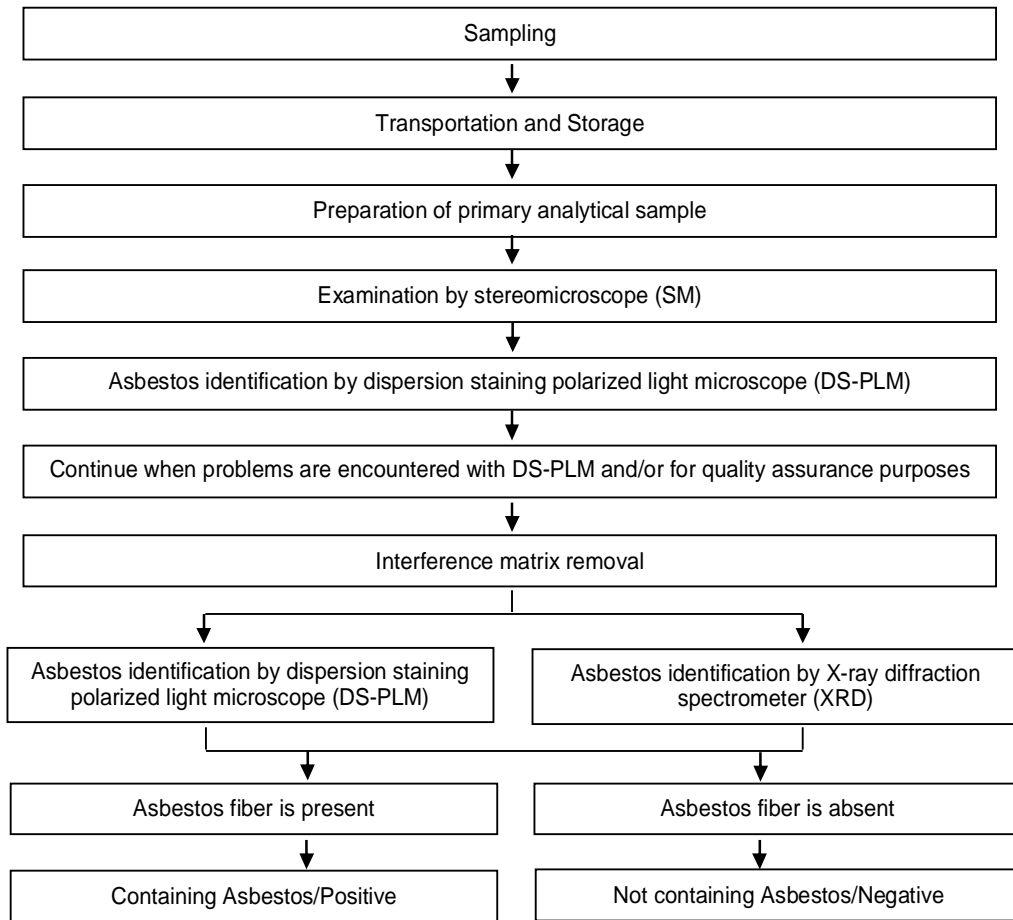 Sampling
Transportation and Storage
Preparation of primary analytical sample
Examination by stereomicroscope (SM)
Asbestos identification by dispersion staining polarized light microscope (DS-PLM)
Continue when problems are encountered with DS-PLM and/or for quality assurance purposes
Interference matrix removal
Asbestos identification by dispersion staining
polarized light microscope (DS-PLM)
Asbestos identification by X-ray diffraction
spectrometer (XRD)
Asbestos fiber is present
Asbestos fiber is absent
Containing Asbestos/Positive
Not containing Asbestos/Negative